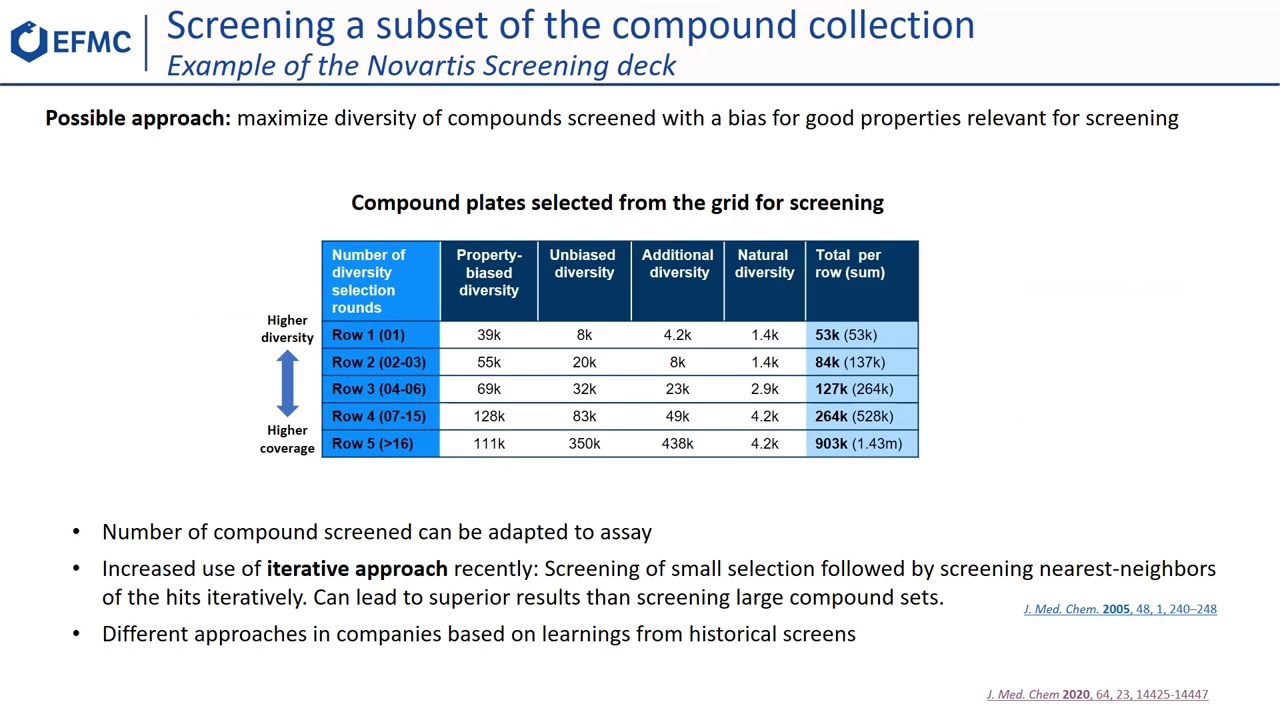 EFMC
Screening a subset of the compound collection
Example of the Novartis Screening deck
Possible approach: maximize diversity of compounds screened with a bias for good properties relevant for screening
Compound plates selected from the grid for screening
Number of diversity selection rounds | Property-biased diversity | Unbiased diversity | Additional diversity | Natural diversity | Total per row (sum)
Row 1 (01) | 39k | 8k | 4.2k | 1.4k | 53k (53k)
Row 2 (02-03) | 55k | 20k | 8k | 1.4k | 84k (137k)
Row 3 (04-06) | 69k | 32k | 23k | 2.9k | 127k (264k)
Row 4 (07-15) | 128k | 83k | 49k | 4.2k | 264k (528k)
Row 5 (>16) | 111k | 350k | 438k | 4.2k | 903k (1.43m)
Higher
diversity
Higher
coverage
• Number of compound screened can be adapted to assay
• Increased use of iterative approach recently: Screening of small selection followed by screening nearest-neighbors
of the hits iteratively. Can lead to superior results than screening large compound sets.
J. Med. Chem. 2005, 48, 1, 240–248
• Different approaches in companies based on learnings from historical screens
J. Med. Chem 2020, 64, 23, 14425-14447